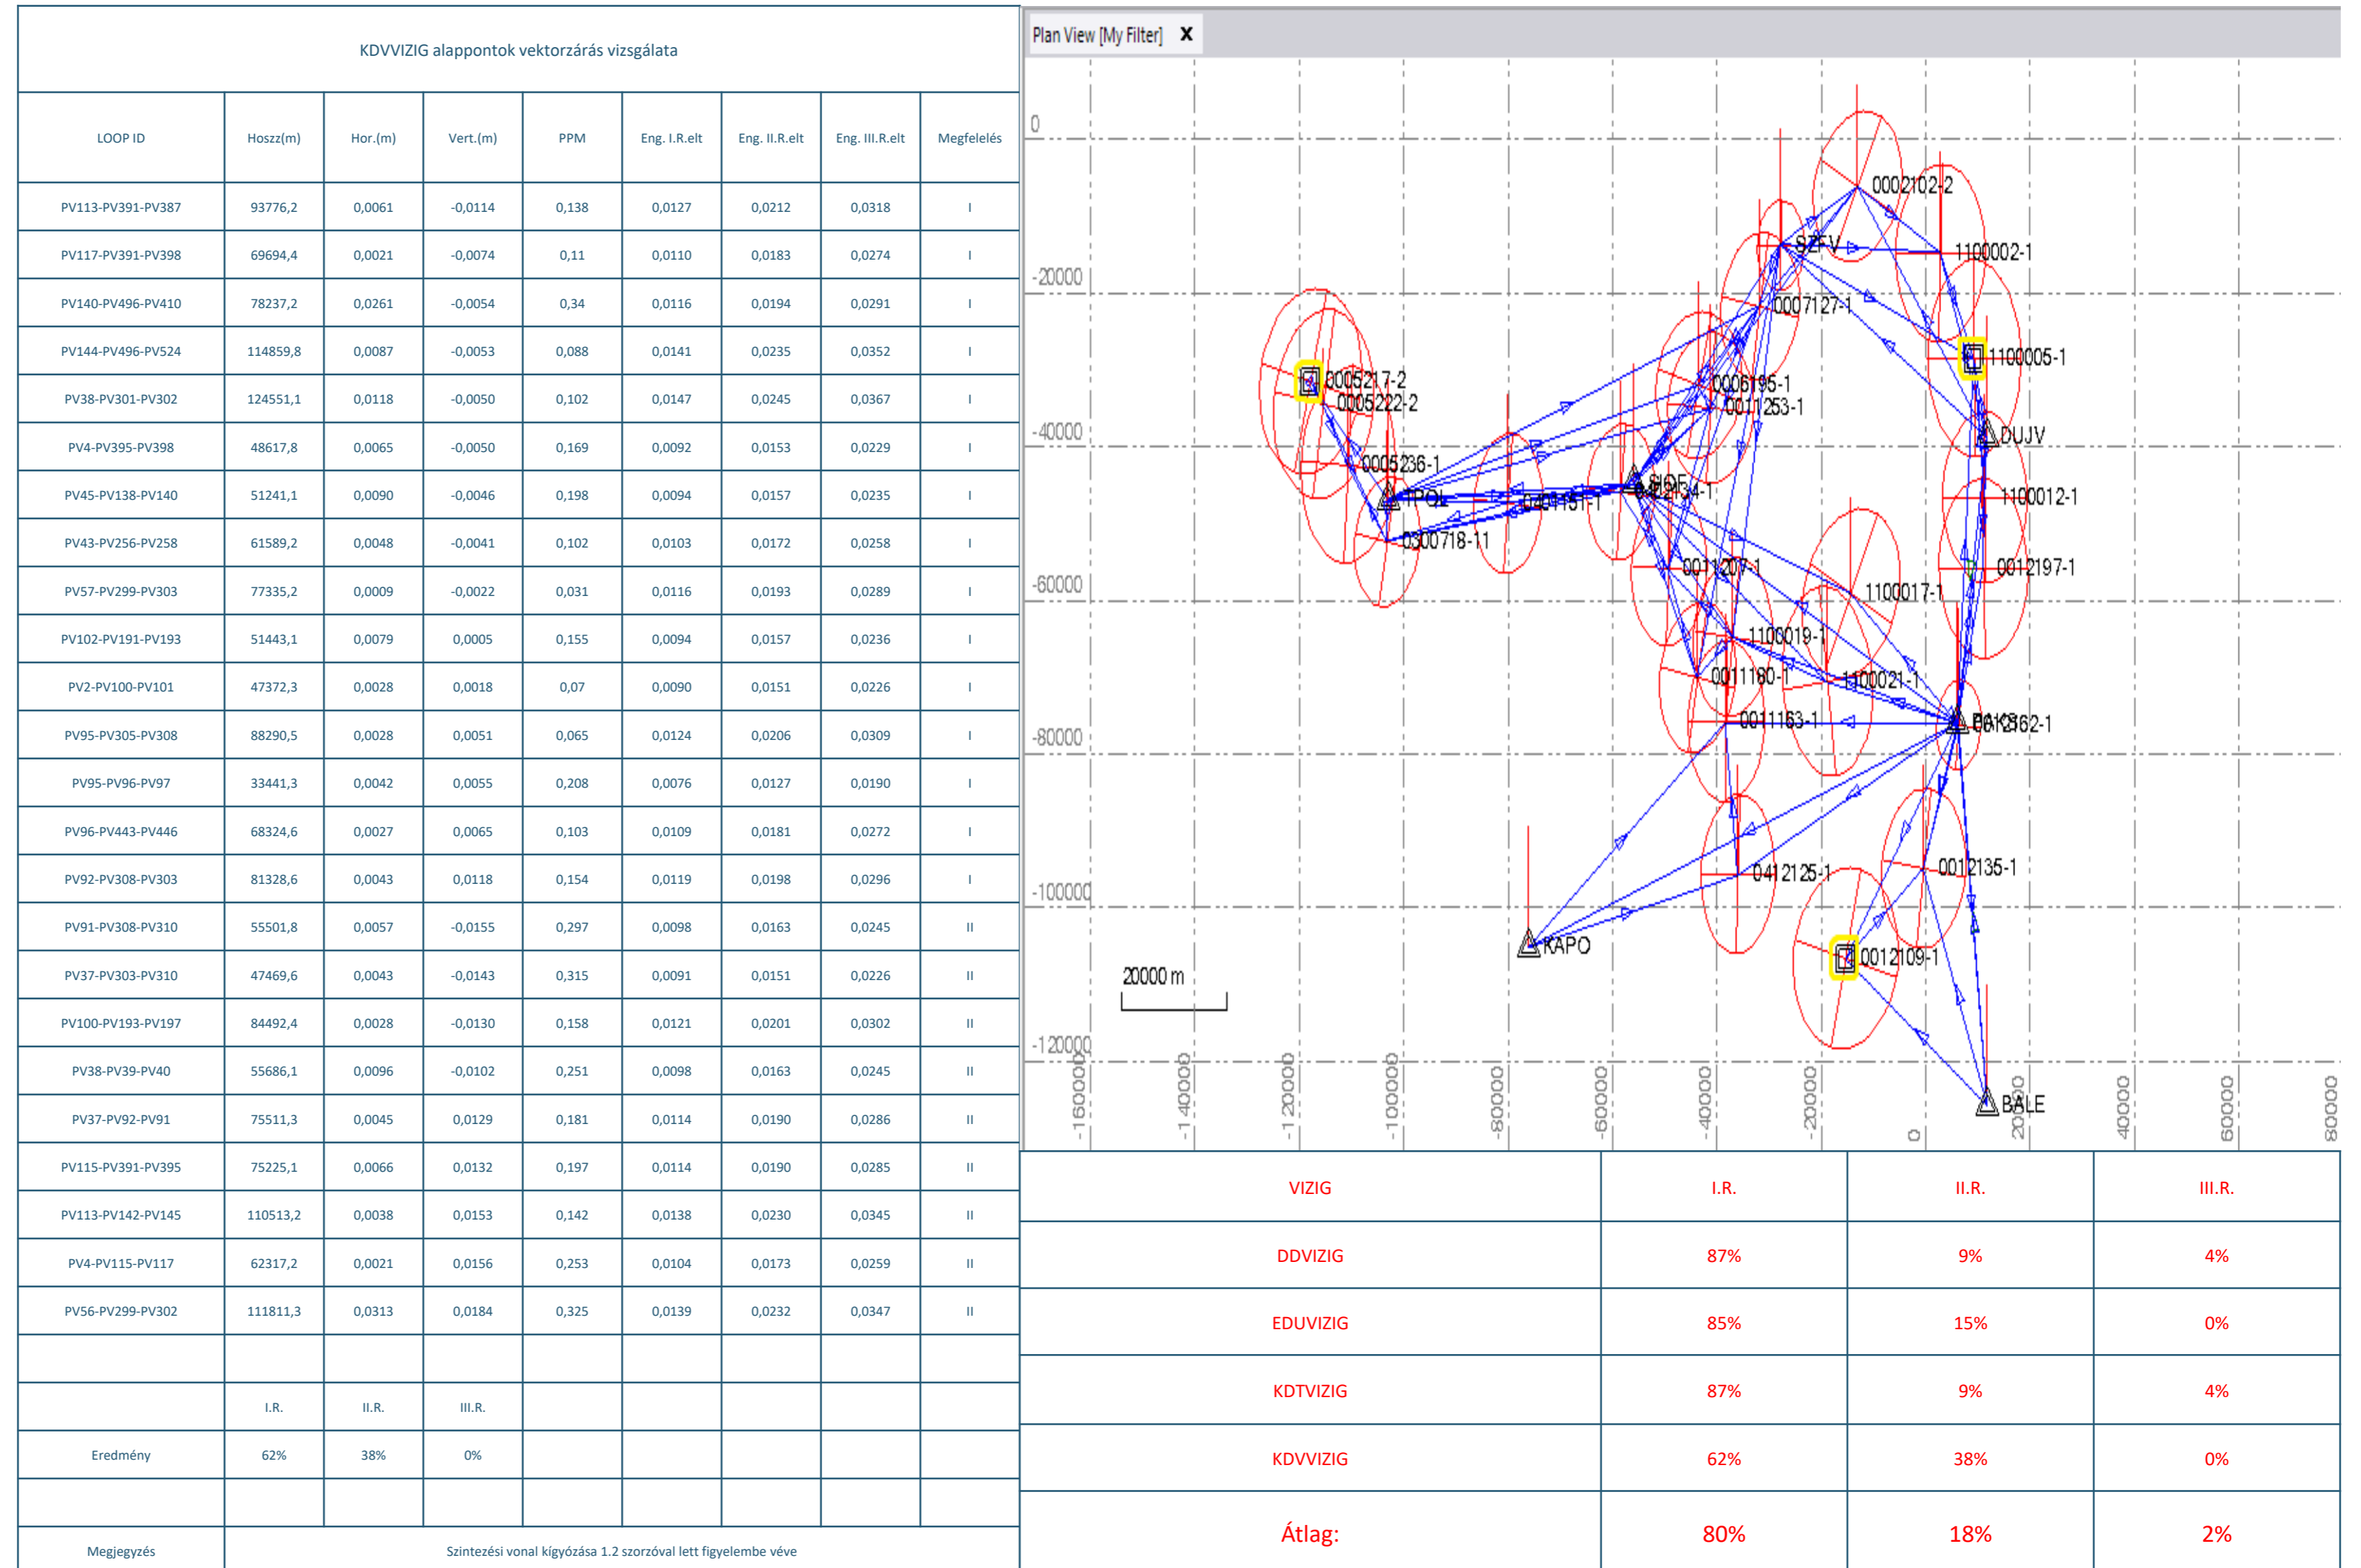 KDVVIZIG alappontok vektorzárás vizsgálata
LOOP ID Hoszz(m) Hor.(m) Vert.(m) PPM Eng. I.R.elt Eng. II.R.elt Eng. III.R.elt Megfelelés
PV113-PV391-PV387 93776,2 0,0061 -0,0114 0,138 0,0127 0,0212 0,0318 I
PV117-PV391-PV398 69694,4 0,0021 -0,0074 0,11 0,0110 0,0183 0,0274 I
PV140-PV496-PV410 78237,2 0,0261 -0,0054 0,34 0,0116 0,0194 0,0291 I
PV144-PV496-PV524 114859,8 0,0087 -0,0053 0,088 0,0141 0,0235 0,0352 I
PV38-PV301-PV302 124551,1 0,0118 -0,0050 0,102 0,0147 0,0245 0,0367 I
PV4-PV395-PV398 48617,8 0,0065 -0,0050 0,169 0,0092 0,0153 0,0229 I
PV45-PV138-PV140 51241,1 0,0090 -0,0046 0,198 0,0094 0,0157 0,0235 I
PV43-PV256-PV258 61589,2 0,0048 -0,0041 0,102 0,0103 0,0172 0,0258 I
PV57-PV299-PV303 77335,2 0,0009 -0,0022 0,031 0,0116 0,0193 0,0289 I
PV102-PV191-PV193 51443,1 0,0079 0,0005 0,155 0,0094 0,0157 0,0236 I
PV2-PV100-PV101 47372,3 0,0028 0,0018 0,07 0,0090 0,0151 0,0226 I
PV95-PV305-PV308 88290,5 0,0028 0,0051 0,065 0,0124 0,0206 0,0309 I
PV95-PV96-PV97 33441,3 0,0042 0,0055 0,208 0,0076 0,0127 0,0190 I
PV96-PV443-PV446 68324,6 0,0027 0,0065 0,103 0,0109 0,0181 0,0272 I
PV92-PV308-PV303 81328,6 0,0043 0,0118 0,154 0,0119 0,0198 0,0296 I
PV91-PV308-PV310 55501,8 0,0057 -0,0155 0,297 0,0098 0,0163 0,0245 II
PV37-PV303-PV310 47469,6 0,0043 -0,0143 0,315 0,0091 0,0151 0,0226 II
PV100-PV193-PV197 84492,4 0,0028 -0,0130 0,158 0,0121 0,0201 0,0302 II
PV38-PV39-PV40 55686,1 0,0096 -0,0102 0,251 0,0098 0,0163 0,0245 II
PV37-PV92-PV91 75511,3 0,0045 0,0129 0,181 0,0114 0,0190 0,0286 II
PV115-PV391-PV395 75225,1 0,0066 0,0132 0,197 0,0114 0,0190 0,0285 II
PV113-PV142-PV145 110513,2 0,0038 0,0153 0,142 0,0138 0,0230 0,0345 II
PV4-PV115-PV117 62317,2 0,0021 0,0156 0,253 0,0104 0,0173 0,0259 II
PV56-PV299-PV302 111811,3 0,0313 0,0184 0,325 0,0139 0,0232 0,0347 II
I.R. II.R. III.R.
Eredmény 62% 38% 0%
Megjegyzés Szintezési vonal kígyózása 1.2 szorzóval lett figyelembe véve
Plan View [My Filter] X
0
0002102-2
SZFV
1100002-1
-20000
0007127-1
1100005-1
0005217-2
0006195-1
0005222-2
0011253-1
-40000
DUJV
0005236-1
TPOL
1100012-1
0300718-11
0011207-1
0012197-1
-60000
1100017-1
1100019-1
0011160-1
1100021-1
0011163-1
-80000
0412125-1
0012135-1
-100000
KAPO
0012109-1
20000 m
-120000
BALE
-160000 -140000 -120000 -100000 -80000 -60000 -40000 -20000 0 20000 40000 60000 80000
VIZIG I.R. II.R. III.R.
DDVIZIG 87% 9% 4%
EDUVIZIG 85% 15% 0%
KDTVIZIG 87% 9% 4%
KDVVIZIG 62% 38% 0%
Átlag: 80% 18% 2%